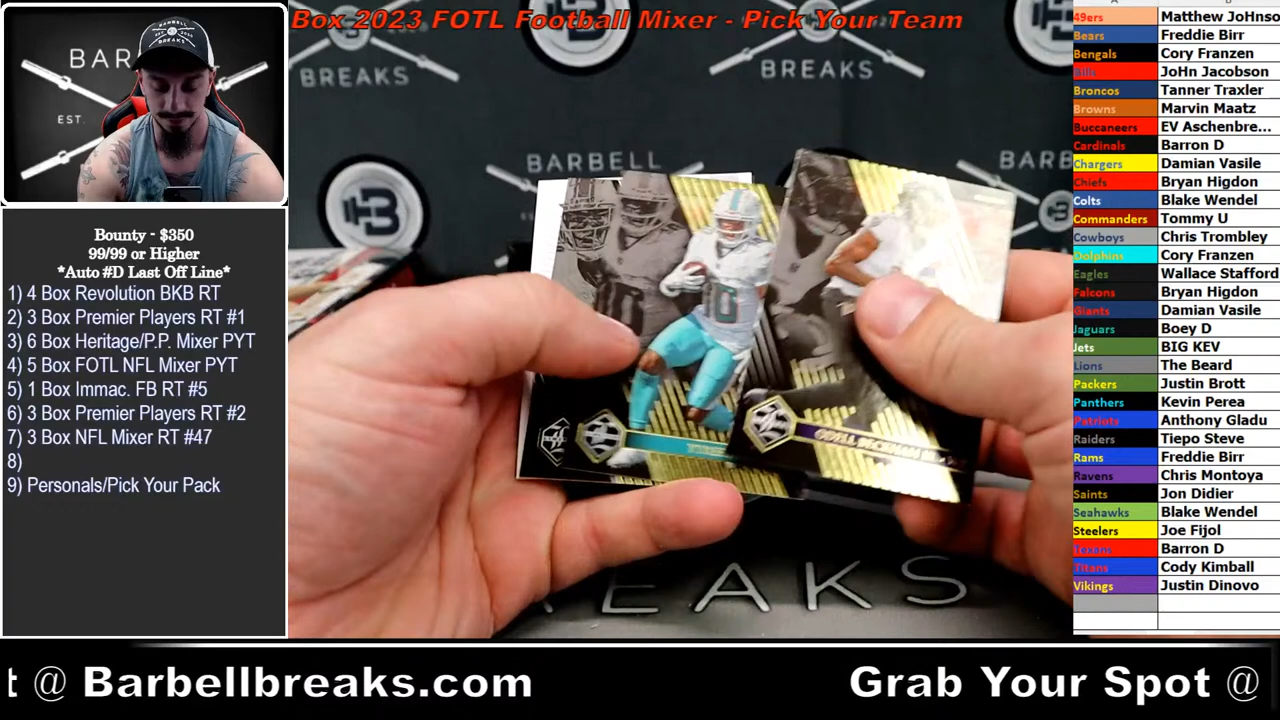 Box 2023 FOTL Football Mixer - Pick Your Team
BAR
EST.
BREAKS
BREAKS
BARBELL
Bounty - $350
99/99 or Higher
*Auto #D Last Off Line*
1) 4 Box Revolution BKB RT
2) 3 Box Premier Players RT #1
3) 6 Box Heritage/P.P. Mixer PYT
4) 5 Box FOTL NFL Mixer PYT
5) 1 Box Immac. FB RT #5
6) 3 Box Premier Players RT #2
7) 3 Box NFL Mixer RT #47
8)
9) Personals/Pick Your Pack
10
ODELL BECKHAM JR.
EAKS
49ers Matthew JoHnso
Bears Freddie Birr
Bengals Cory Franzen
Bills JoHn Jacobson
Broncos Tanner Traxler
Browns Marvin Maatz
Buccaneers EV Aschenbre...
Cardinals Barron D
Chargers Damian Vasile
Chiefs Bryan Higdon
Colts Blake Wendel
Commanders Tommy U
Cowboys Chris Trombley
Dolphins Cory Franzen
Eagles Wallace Stafford
Falcons Bryan Higdon
Giants Damian Vasile
Jaguars Boey D
Jets BIG KEV
Lions The Beard
Packers Justin Brott
Panthers Kevin Perea
Patriots Anthony Gladu
Raiders Tiepo Steve
Rams Freddie Birr
Ravens Chris Montoya
Saints Jon Didier
Seahawks Blake Wendel
Steelers Joe Fijol
Texans Barron D
Titans Cody Kimball
Vikings Justin Dinovo
t @ Barbellbreaks.com Grab Your Spot @